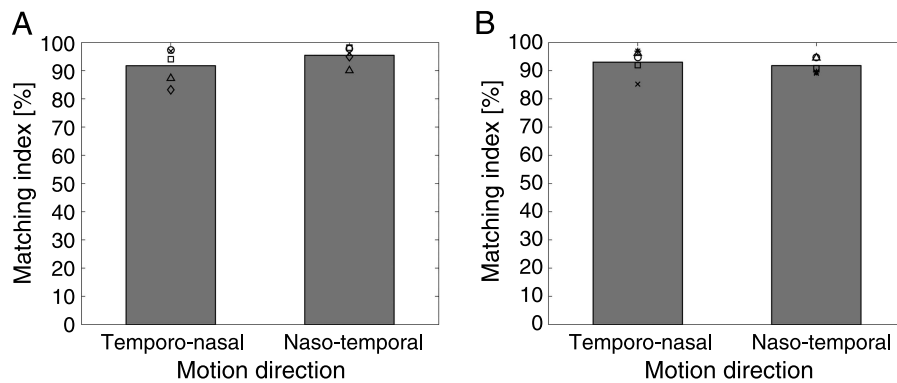 A
Matching index [%]
100
90
80
70
60
50
40
30
20
10
0
Temporo-nasal Naso-temporal
Motion direction
B
Matching index [%]
100
90
80
70
60
50
40
30
20
10
0
Temporo-nasal Naso-temporal
Motion direction